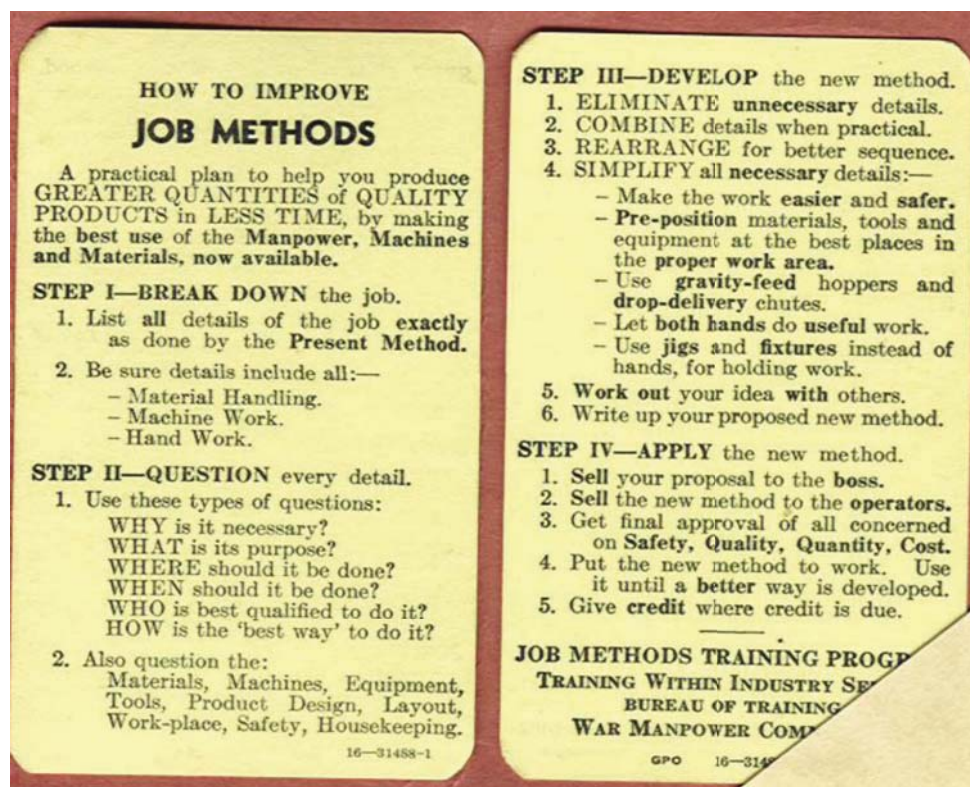 HOW TO IMPROVE
JOB METHODS
A practical plan to help you produce
GREATER QUANTITIES of QUALITY
PRODUCTS in LESS TIME, by making
the best use of the Manpower, Machines
and Materials, now available.
STEP I—BREAK DOWN the job.
1. List all details of the job exactly
as done by the Present Method.
2. Be sure details include all:—
– Material Handling.
– Machine Work.
– Hand Work.
STEP II—QUESTION every detail.
1. Use these types of questions:
WHY is it necessary?
WHAT is its purpose?
WHERE should it be done?
WHEN should it be done?
WHO is best qualified to do it?
HOW is the 'best way' to do it?
2. Also question the:
Materials, Machines, Equipment,
Tools, Product Design, Layout,
Work-place, Safety, Housekeeping.
16—31488-1
STEP III—DEVELOP the new method.
1. ELIMINATE unnecessary details.
2. COMBINE details when practical.
3. REARRANGE for better sequence.
4. SIMPLIFY all necessary details:—
– Make the work easier and safer.
– Pre-position materials, tools and
equipment at the best places in
the proper work area.
– Use gravity-feed hoppers and
drop-delivery chutes.
– Let both hands do useful work.
– Use jigs and fixtures instead of
hands, for holding work.
5. Work out your idea with others.
6. Write up your proposed new method.
STEP IV—APPLY the new method.
1. Sell your proposal to the boss.
2. Sell the new method to the operators.
3. Get final approval of all concerned
on Safety, Quality, Quantity, Cost.
4. Put the new method to work. Use
it until a better way is developed.
5. Give credit where credit is due.
JOB METHODS TRAINING
TRAINING WITHIN INDUSTRY
BUREAU OF TRAINING
WAR MANPOWER
GPO